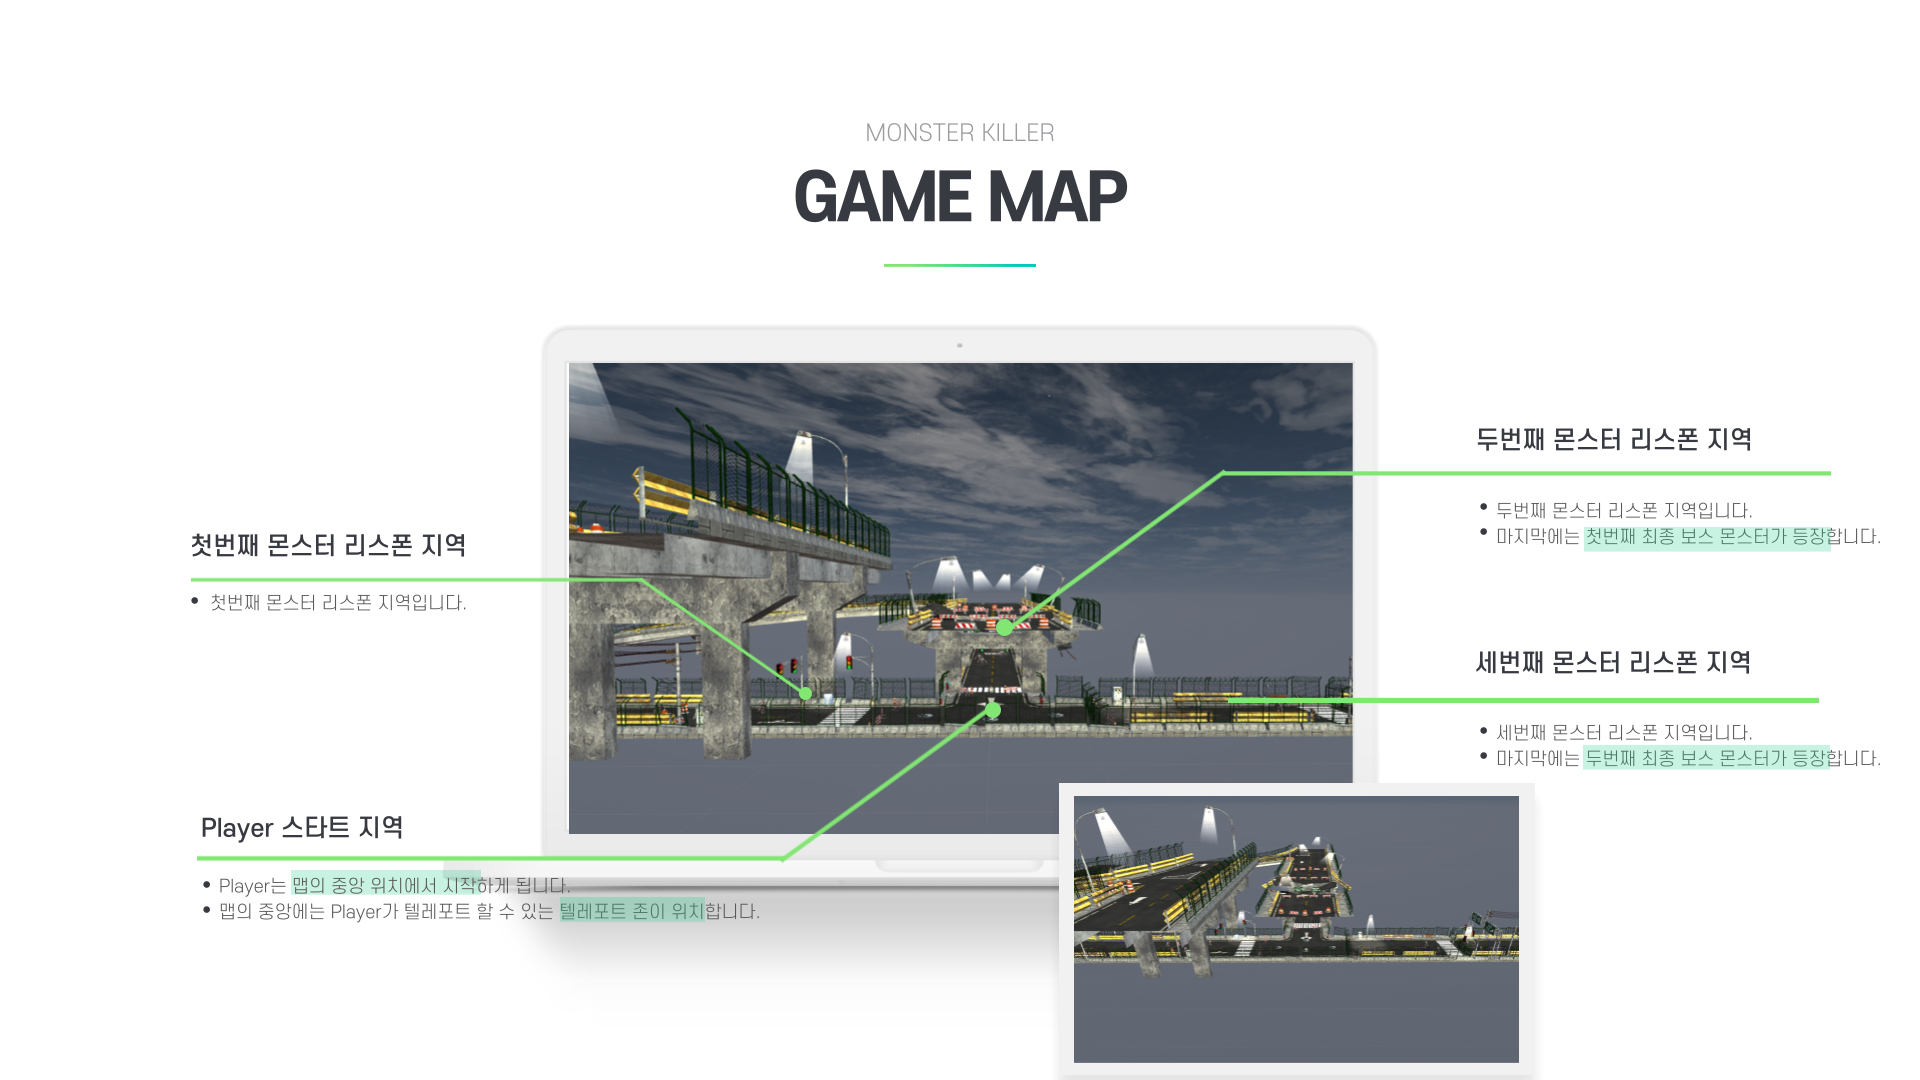 MONSTER KILLER
GAME MAP
두번째 몬스터 리스폰 지역
두번째 몬스터 리스폰 지역입니다.
마지막에는 첫번째 최종 보스 몬스터가 등장합니다.
첫번째 몬스터 리스폰 지역
첫번째 몬스터 리스폰 지역입니다.
세번째 몬스터 리스폰 지역
세번째 몬스터 리스폰 지역입니다.
마지막에는 두번째 최종 보스 몬스터가 등장합니다.
Player 스타트 지역
Player는 맵의 중앙 위치에서 시작하게 됩니다.
맵의 중앙에는 Player가 텔레포트 할 수 있는 텔레포트 존이 위치합니다.